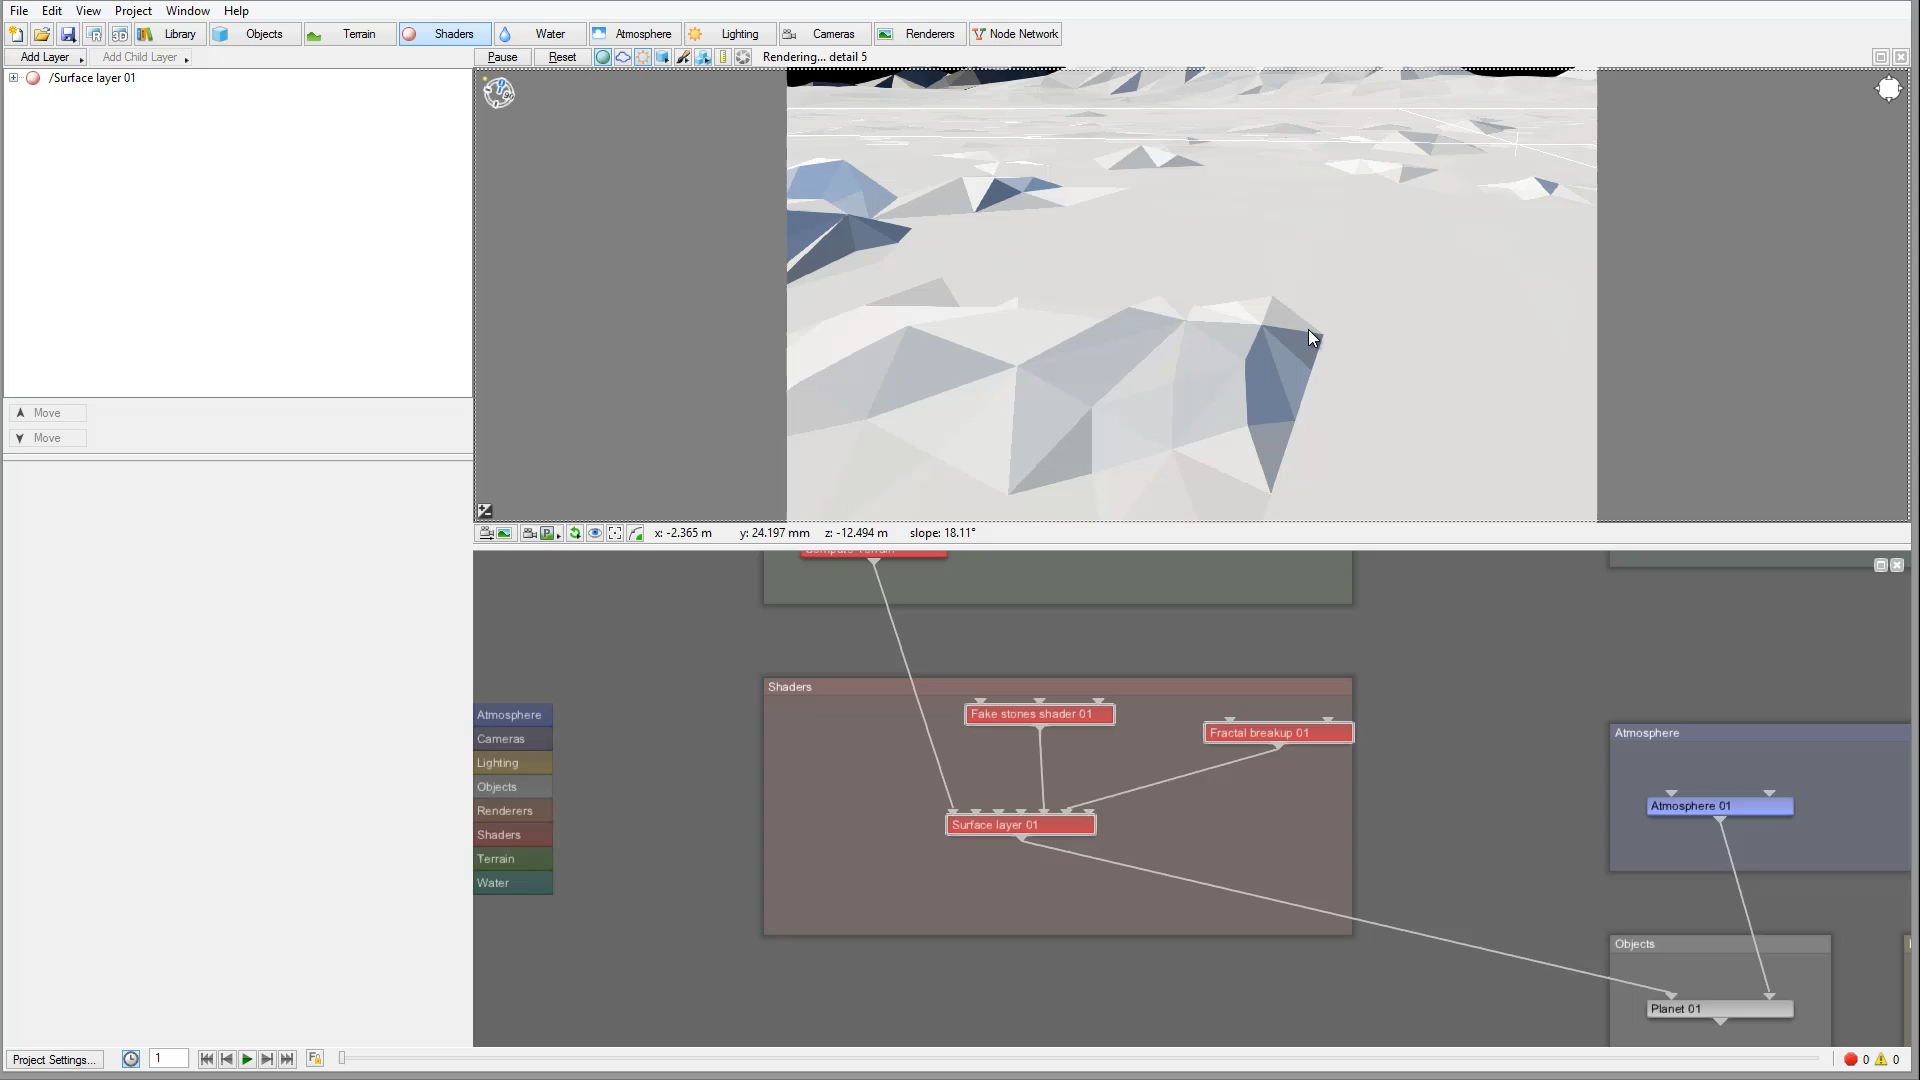 File Edit View Project Window Help
Library Objects Terrain Shaders Water Atmosphere Lighting Cameras Renderers Node Network
Add Layer Add Child Layer Pause Reset Rendering... detail 5
/Surface layer 01
Move
Move
x: -2.365 m y: 24.197 mm z: -12.494 m slope: 18.11°
Compute Terrain
Shaders
Fake stones shader 01
Fractal breakup 01
Surface layer 01
Atmosphere
Cameras
Lighting
Objects
Renderers
Shaders
Terrain
Water
Atmosphere
Atmosphere 01
Objects
Planet 01
Project Settings... 1 0 0